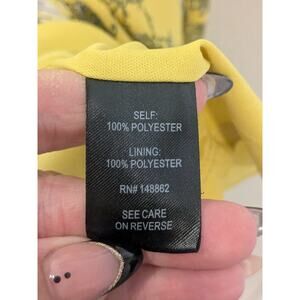 SELF:
100% POLYESTER
LINING:
100% POLYESTER
RN# 148862
SEE CARE
ON REVERSE